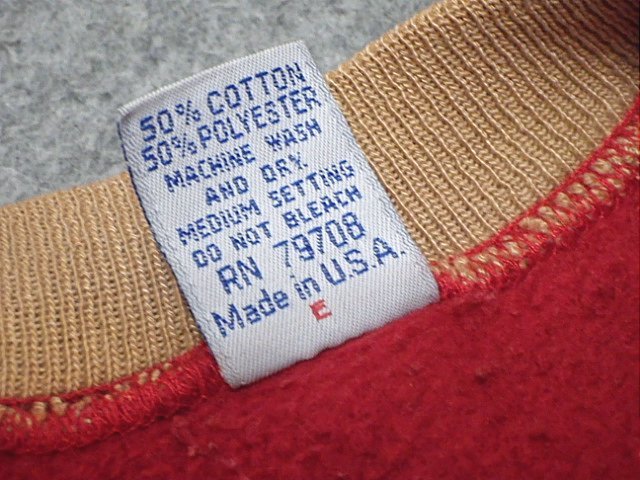 50% COTTON
50% POLYESTER
MACHINE WASH
AND DRY.
MEDIUM SETTING
DO NOT BLEACH
RN 79708
Made in U.S.A.
E